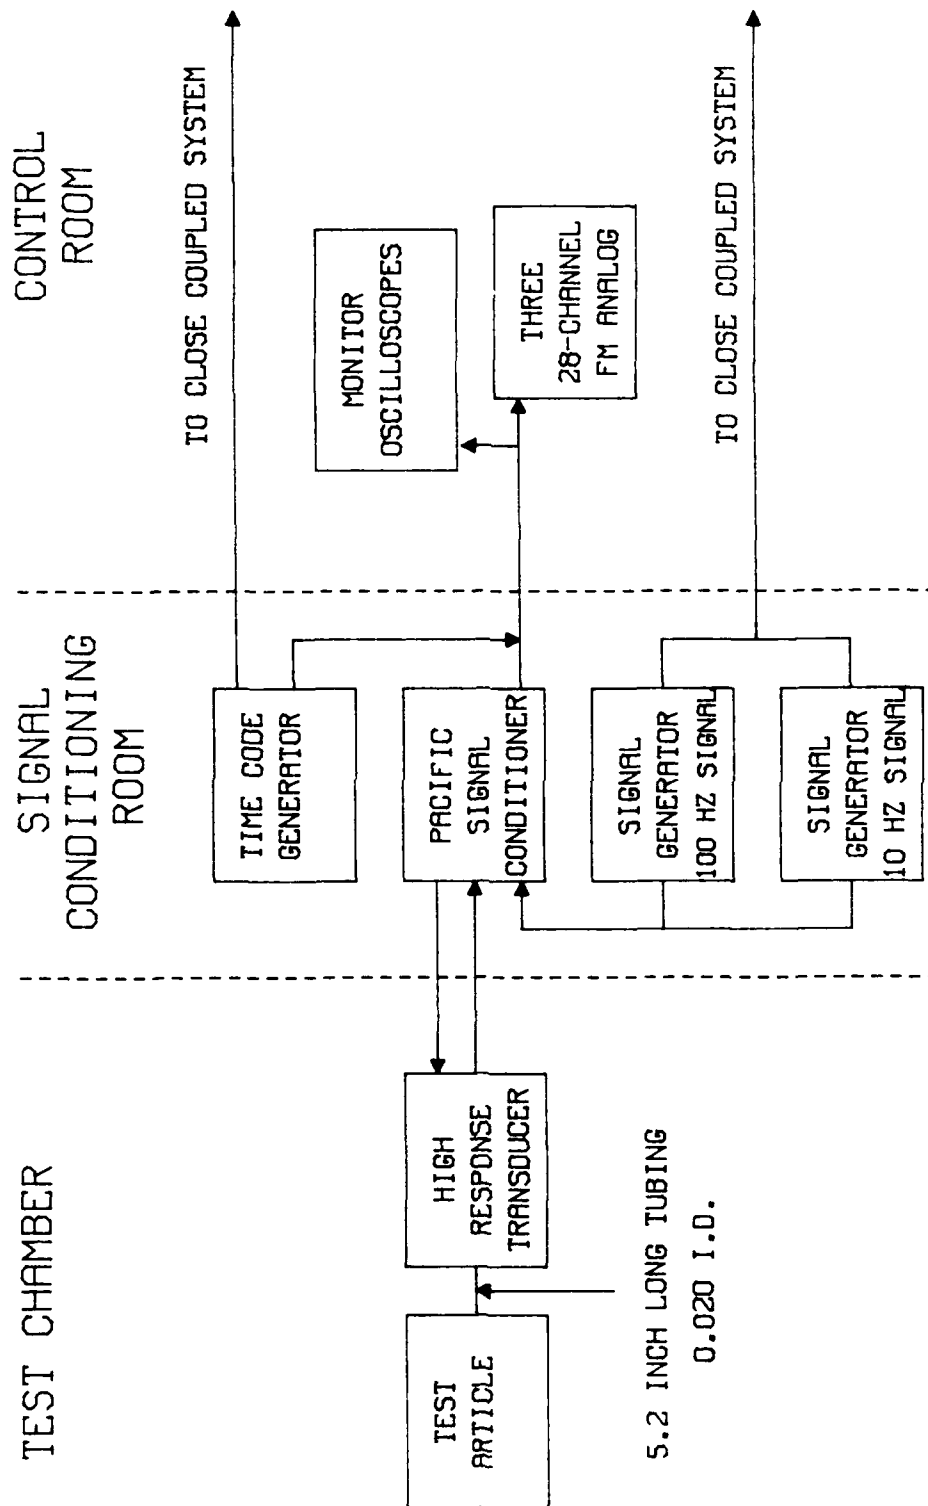 TEST CHAMBER
SIGNAL
CONDITIONING
ROOM
CONTROL
ROOM
TIME CODE
GENERATOR
TO CLOSE COUPLED SYSTEM
MONITOR
OSCILLOSCOPES
TEST
ARTICLE
HIGH
RESPONSE
TRANSDUCER
PACIFIC
SIGNAL
CONDITIONER
THREE
28-CHANNEL
FM ANALOG
5.2 INCH LONG TUBING
0.020 I.D.
SIGNAL
GENERATOR
100 HZ SIGNAL
TO CLOSE COUPLED SYSTEM
SIGNAL
GENERATOR
10 HZ SIGNAL